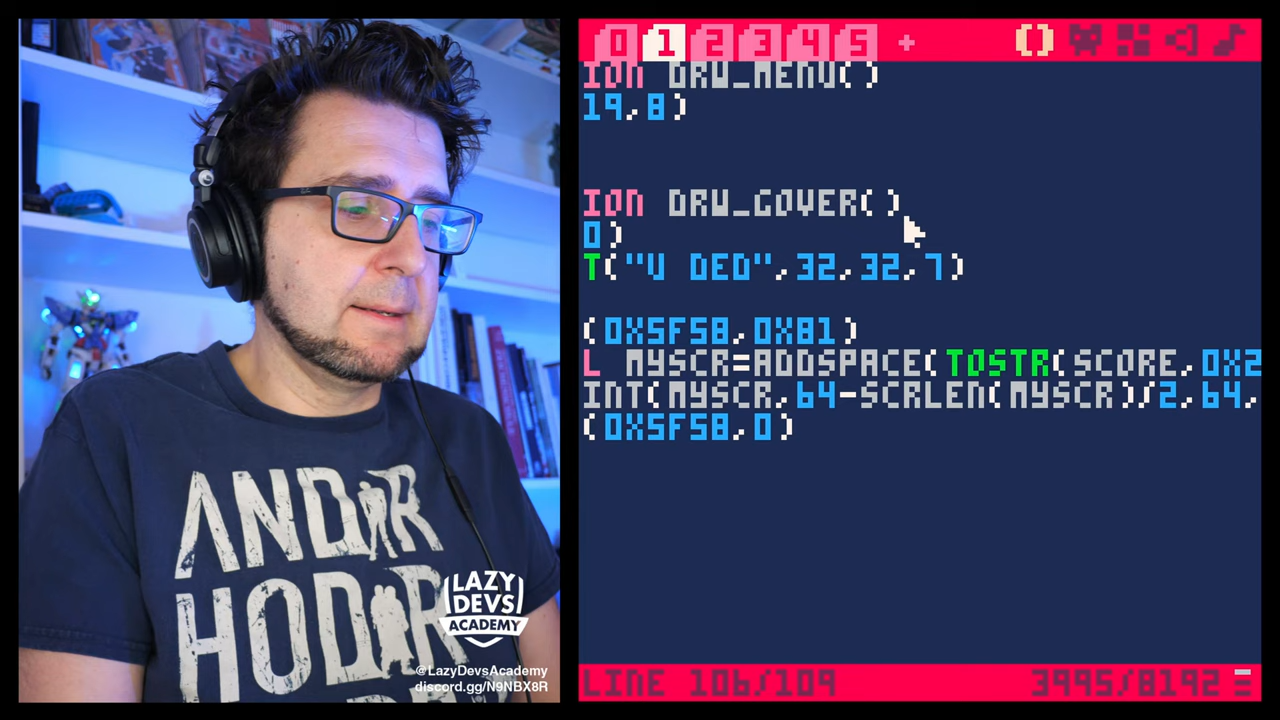 0 1 2 3 4 5 +
ION DRW_MENU()
19,8)
ION DRW_GOVER()
0)
T("U DED",32,32,7)
(0X5F58,0X81)
L MYSCR=ADDSPACE(TOSTR(SCORE,0X2
INT(MYSCR,64-SCRLEN(MYSCR)/2,64,
(0X5F58,0)
LINE 106/109
3995/8192
ANDOR
HODOR
LAZY
DEVS
ACADEMY
@LazyDevsAcademy
discord.gg/N9NBX8R